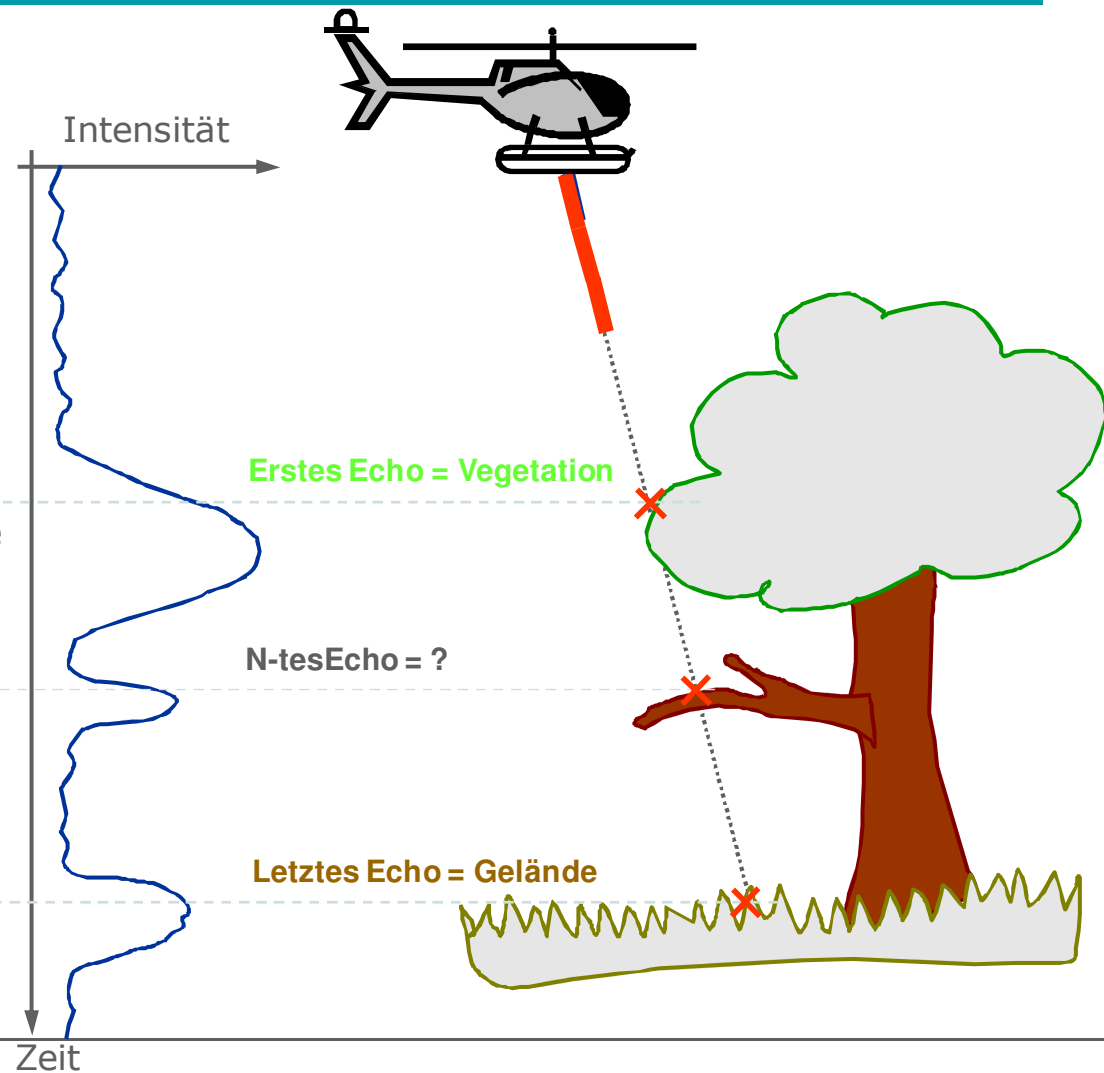 Intensität
Erstes Echo = Vegetation
N-tesEcho = ?
Letztes Echo = Gelände
Zeit